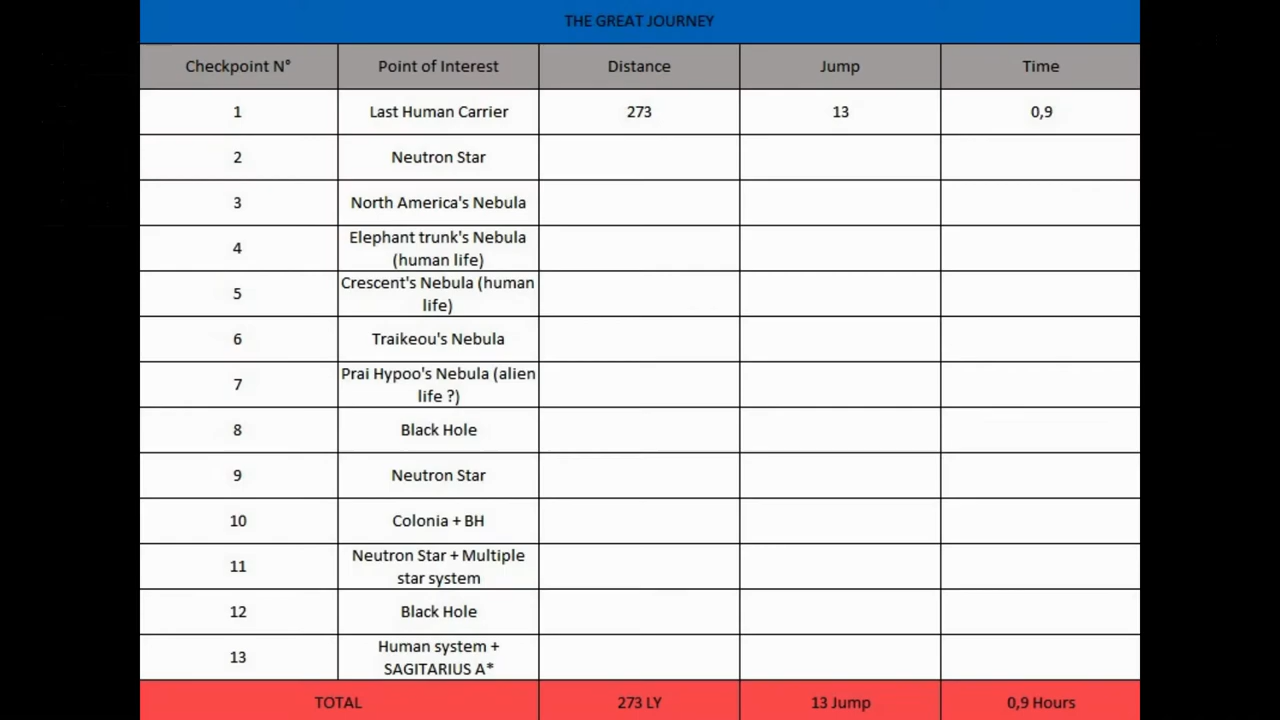 THE GREAT JOURNEY
Checkpoint N° Point of Interest Distance Jump Time
1 Last Human Carrier 273 13 0,9
2 Neutron Star
3 North America's Nebula
4 Elephant trunk's Nebula
(human life)
5 Crescent's Nebula (human
life)
6 Traikeou's Nebula
7 Prai Hypoo's Nebula (alien
life ?)
8 Black Hole
9 Neutron Star
10 Colonia + BH
11 Neutron Star + Multiple
star system
12 Black Hole
13 Human system +
SAGITARIUS A*
TOTAL 273 LY 13 Jump 0,9 Hours